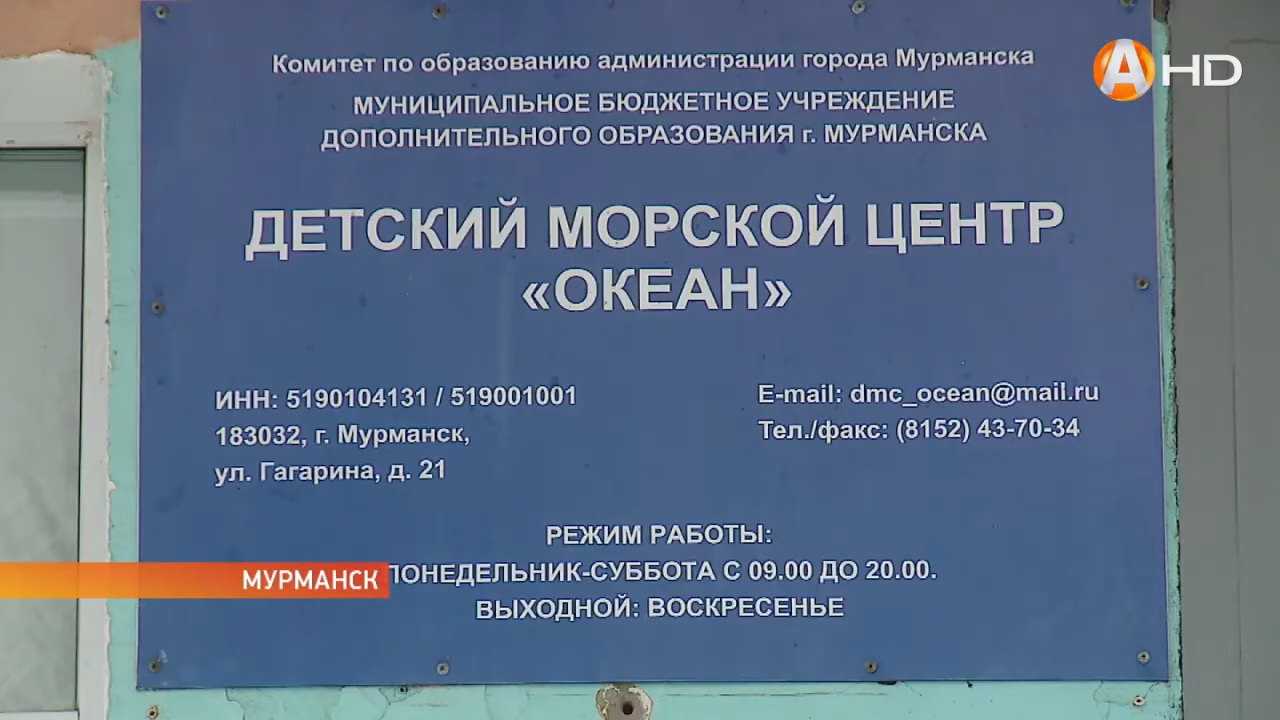 Комитет по образованию администрации города Мурманска
МУНИЦИПАЛЬНОЕ БЮДЖЕТНОЕ УЧРЕЖДЕНИЕ
ДОПОЛНИТЕЛЬНОГО ОБРАЗОВАНИЯ г. МУРМАНСКА
ДЕТСКИЙ МОРСКОЙ ЦЕНТР
«ОКЕАН»
ИНН: 5190104131 / 519001001
183032, г. Мурманск,
ул. Гагарина, д. 21
E-mail: dmc_ocean@mail.ru
Тел./факс: (8152) 43-70-34
РЕЖИМ РАБОТЫ:
ПОНЕДЕЛЬНИК-СУББОТА С 09.00 ДО 20.00.
ВЫХОДНОЙ: ВОСКРЕСЕНЬЕ
МУРМАНСК
А HD